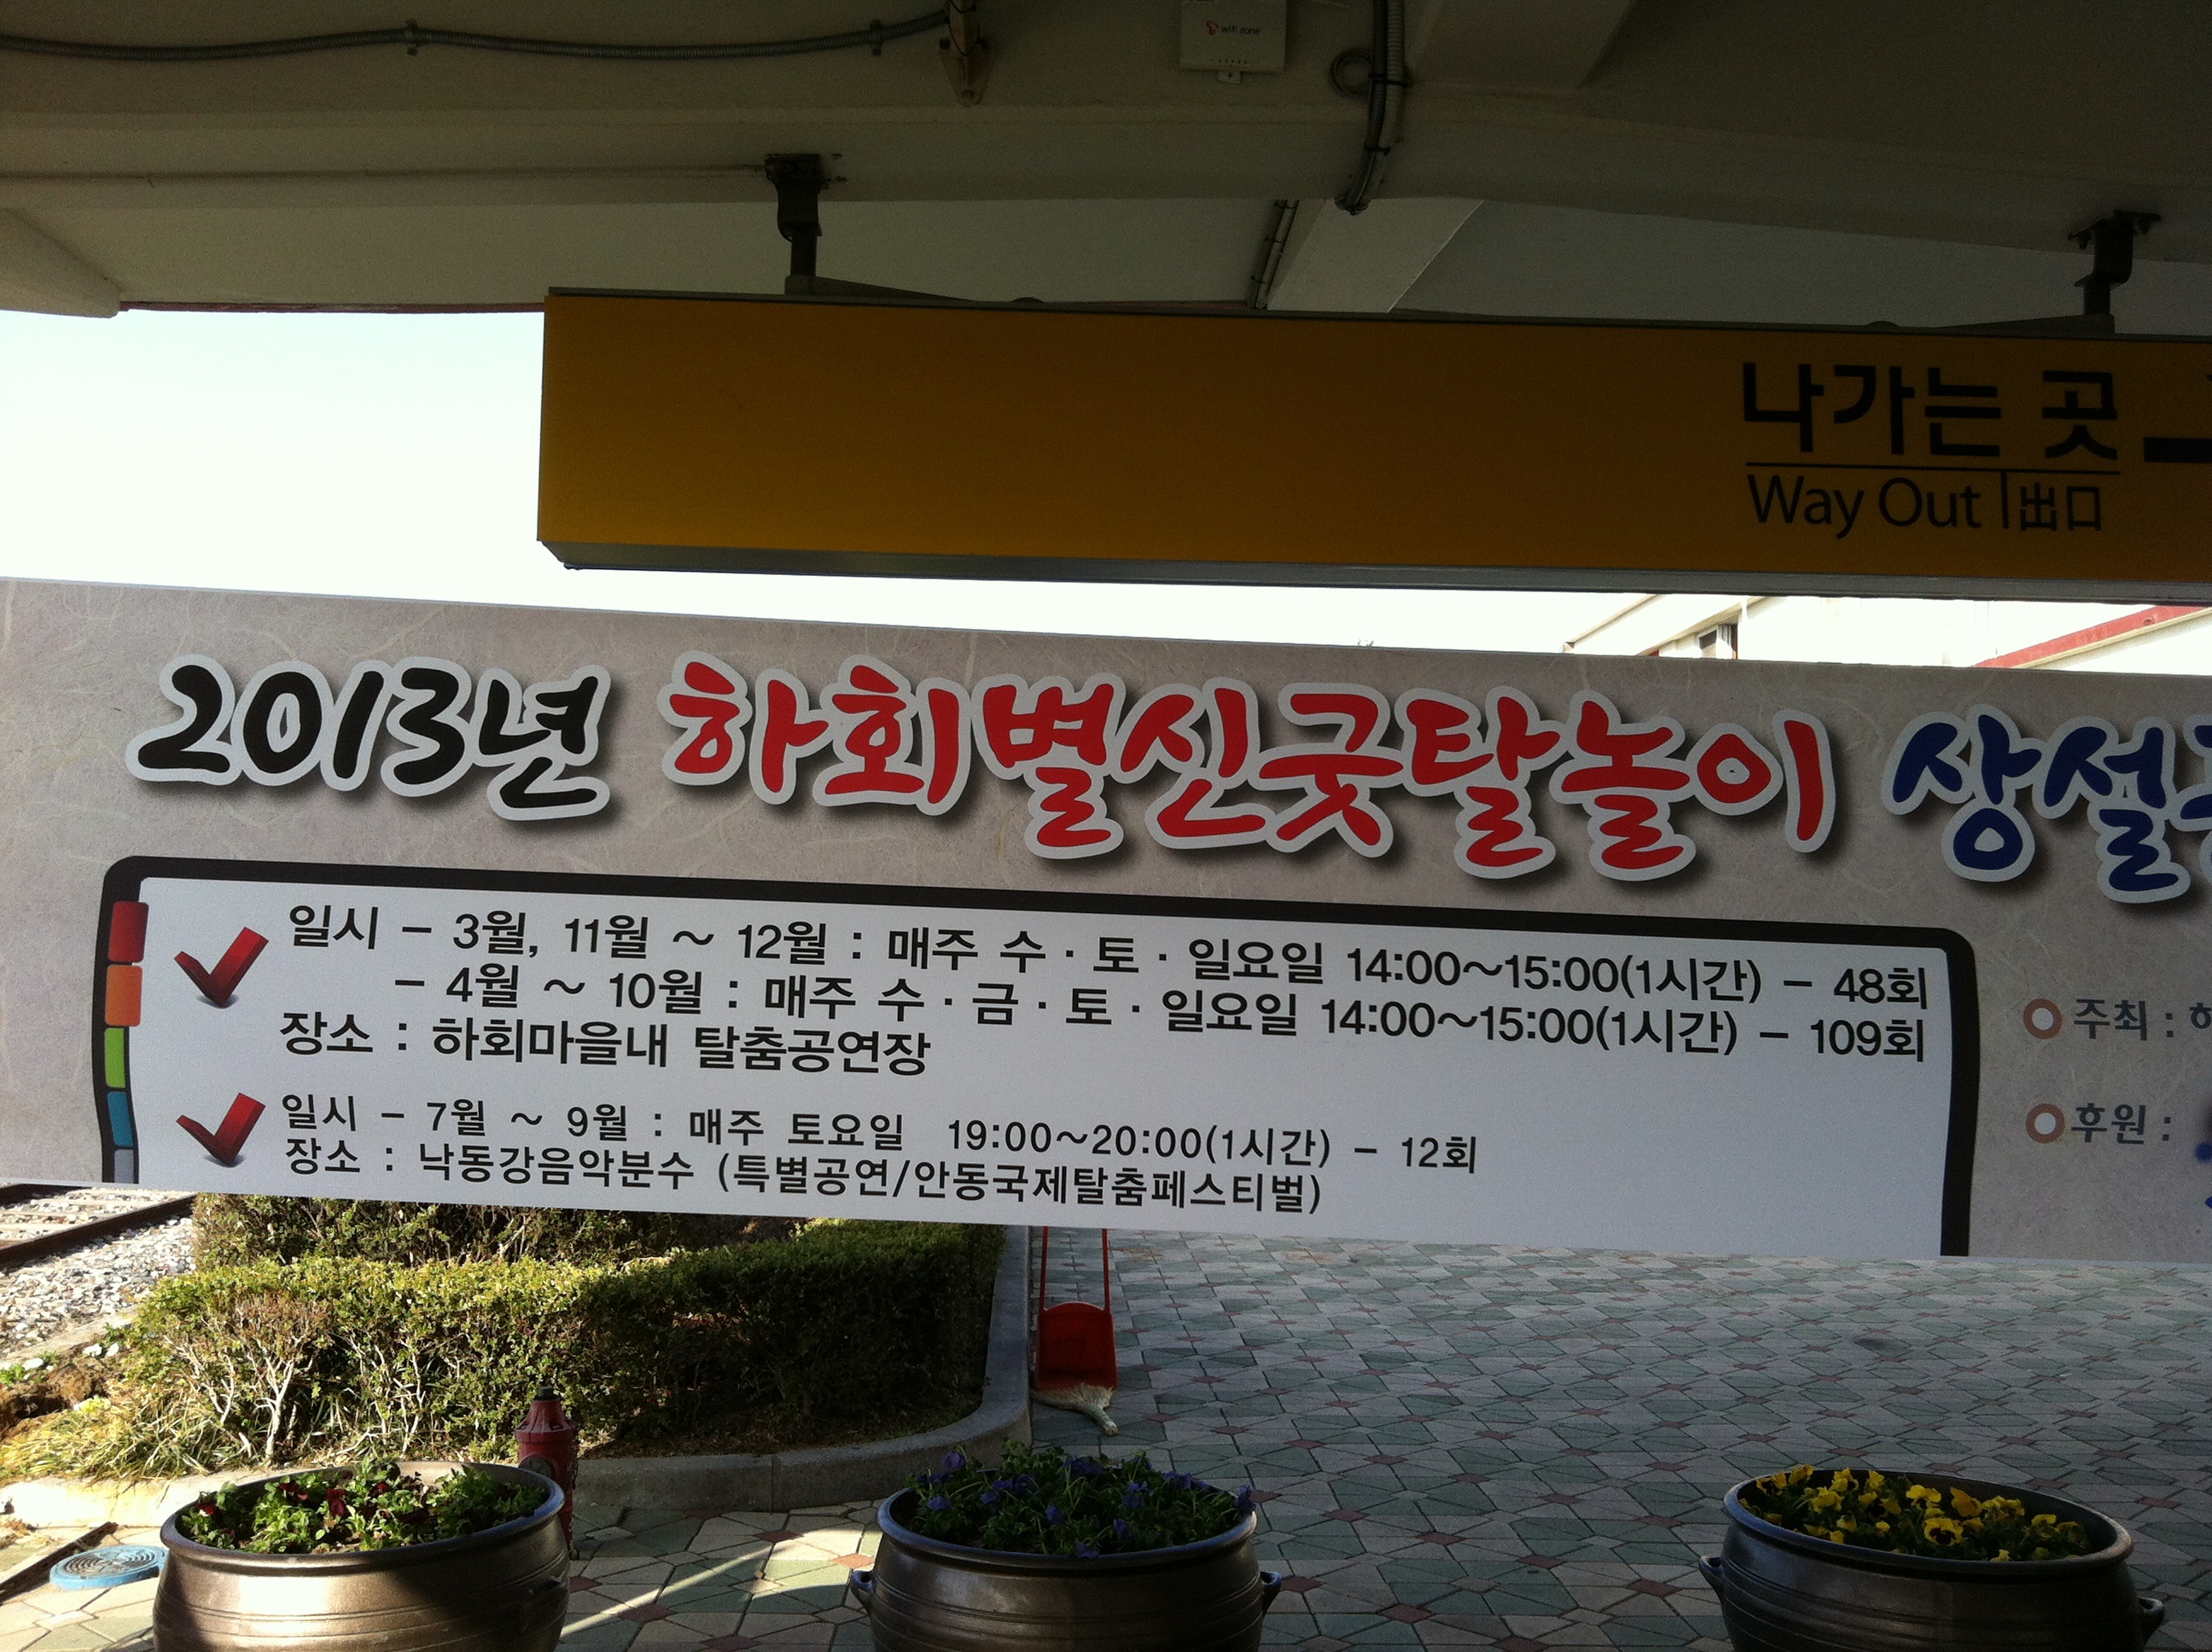 wifi zone
나가는 곳
Way Out 出口
2013년 하회별신굿탈놀이 상설
일시 - 3월, 11월 ~ 12월 : 매주 수 · 토 · 일요일 14:00~15:00(1시간) - 48회
- 4월 ~ 10월 : 매주 수 · 금 · 토 · 일요일 14:00~15:00(1시간) - 109회
장소 : 하회마을내 탈춤공연장
일시 - 7월 ~ 9월 : 매주 토요일 19:00~20:00(1시간) - 12회
장소 : 낙동강음악분수 (특별공연/안동국제탈춤페스티벌)
주최 :
후원 :